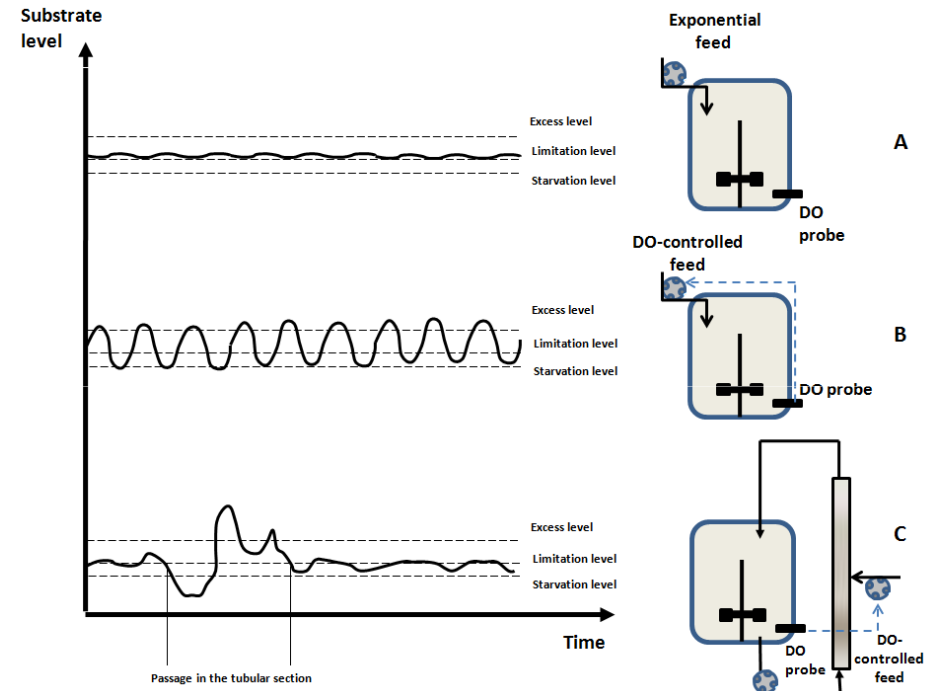 Substrate
level
Exponential
feed
Excess level
Limitation level
Starvation level
A
DO
probe
DO-controlled
feed
Excess level
Limitation level
Starvation level
B
DO probe
Excess level
Limitation level
Starvation level
C
Time
DO
probe
DO-
controlled
feed
Passage in the tubular section